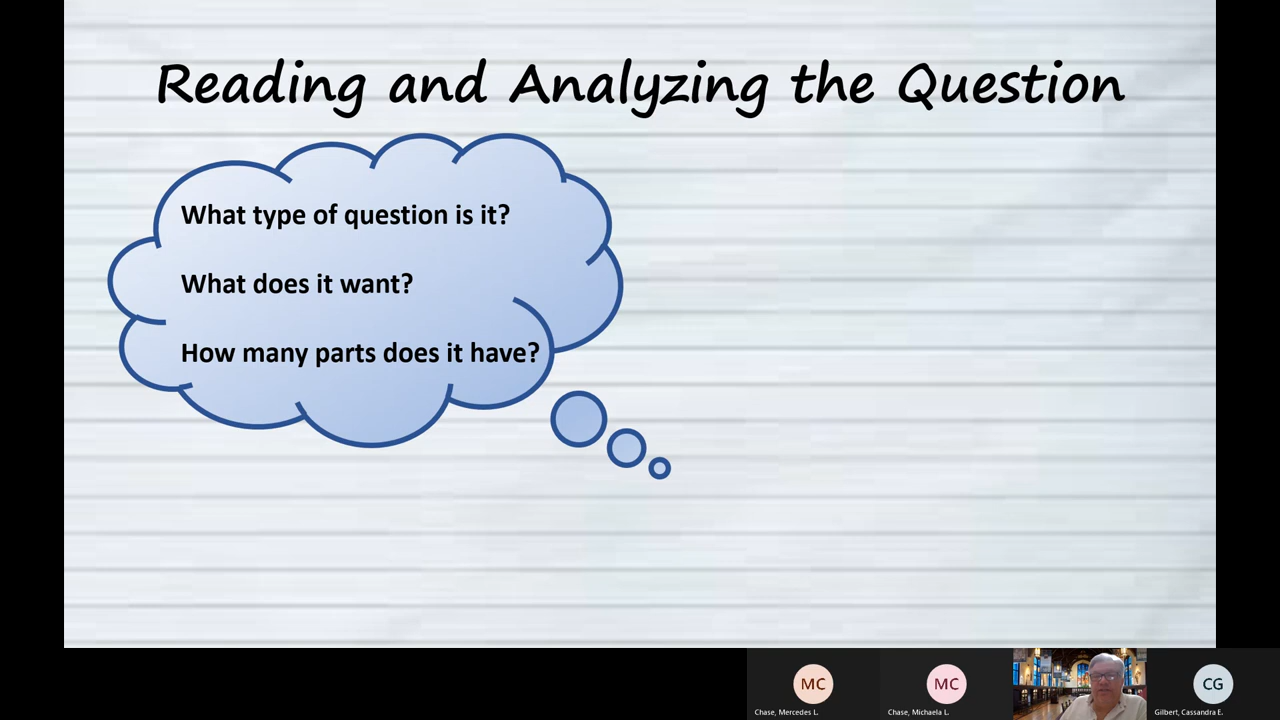 Reading and Analyzing the Question
What type of question is it?
What does it want?
How many parts does it have?
MC
MC
CG
Chase, Mercedes L.
Chase, Michaela L.
Gilbert, Cassandra E.